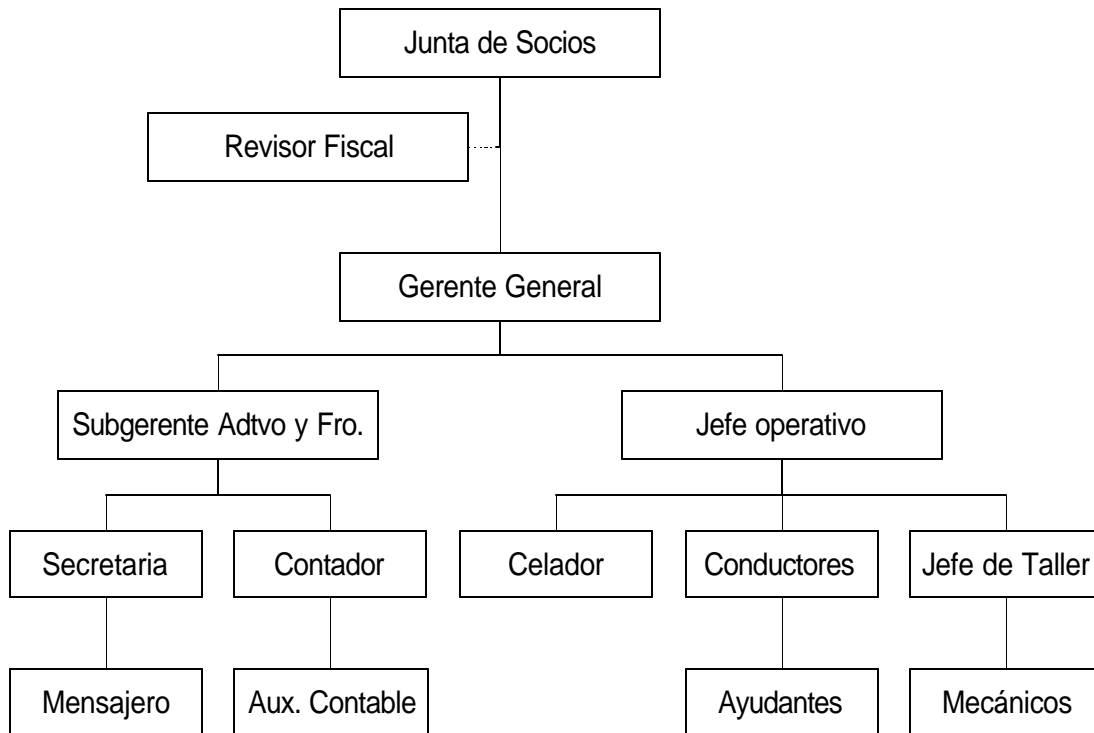 Junta de Socios
Revisor Fiscal
Gerente General
Subgerente Adtvo y Fro.
Jefe operativo
Secretaria
Contador
Celador
Conductores
Jefe de Taller
Mensajero
Aux. Contable
Ayudantes
Mecánicos